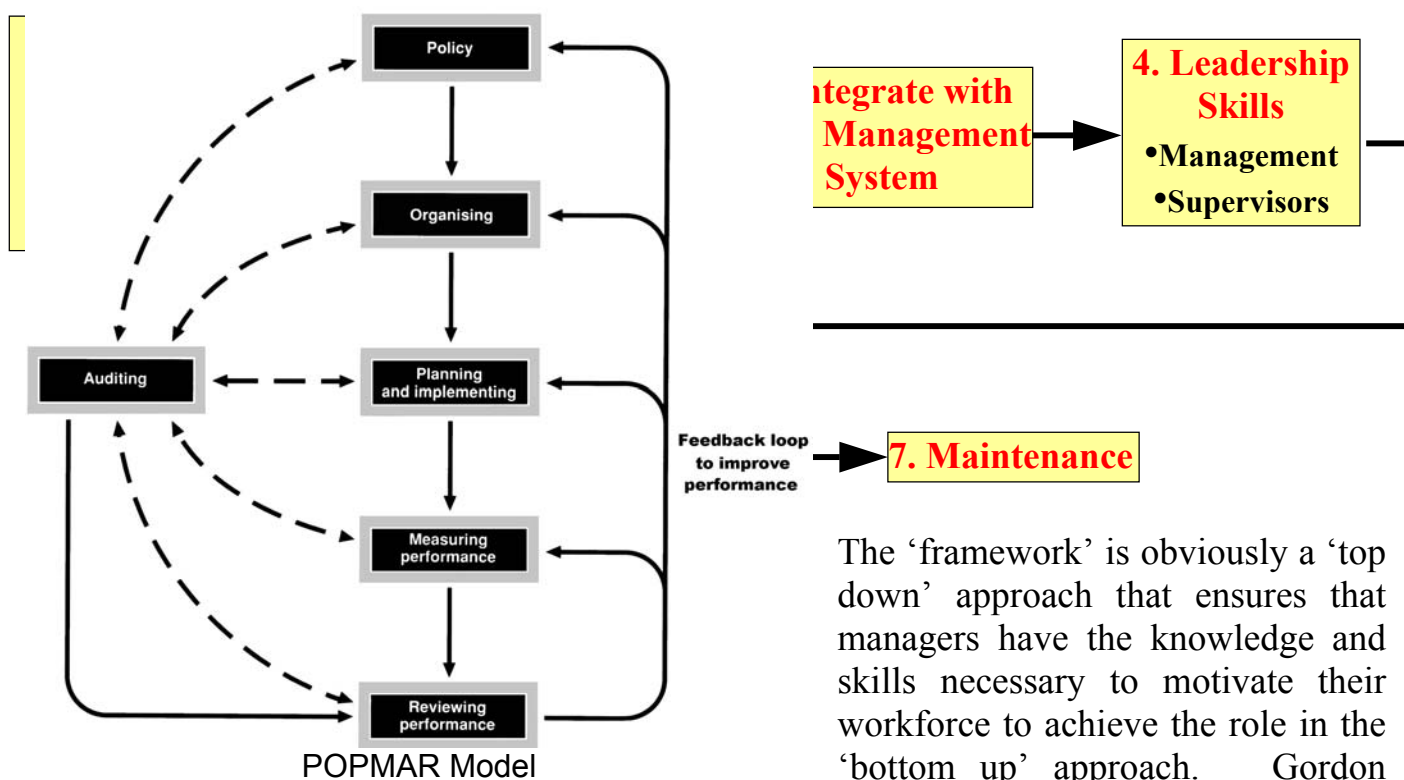 Policy
Organising
Auditing
Planning
and implementing
Measuring
performance
Reviewing
performance
Feedback loop
to improve
performance
POPMAR Model
ntegrate with
Management
System
4. Leadership
Skills
•Management
•Supervisors
7. Maintenance
The ‘framework’ is obviously a ‘top
down’ approach that ensures that
managers have the knowledge and
skills necessary to motivate their
workforce to achieve the role in the
‘bottom up’ approach. Gordon